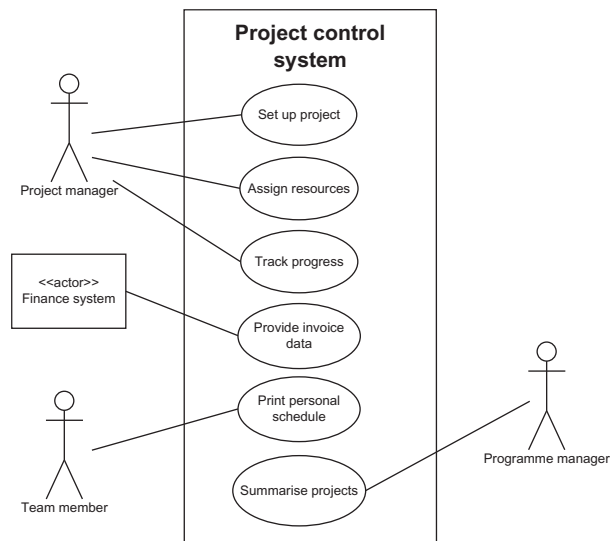 Project control
system
Set up project
Project manager
Assign resources
Track progress
<<actor>>
Finance system
Provide invoice
data
Print personal
schedule
Programme manager
Summarise projects
Team member